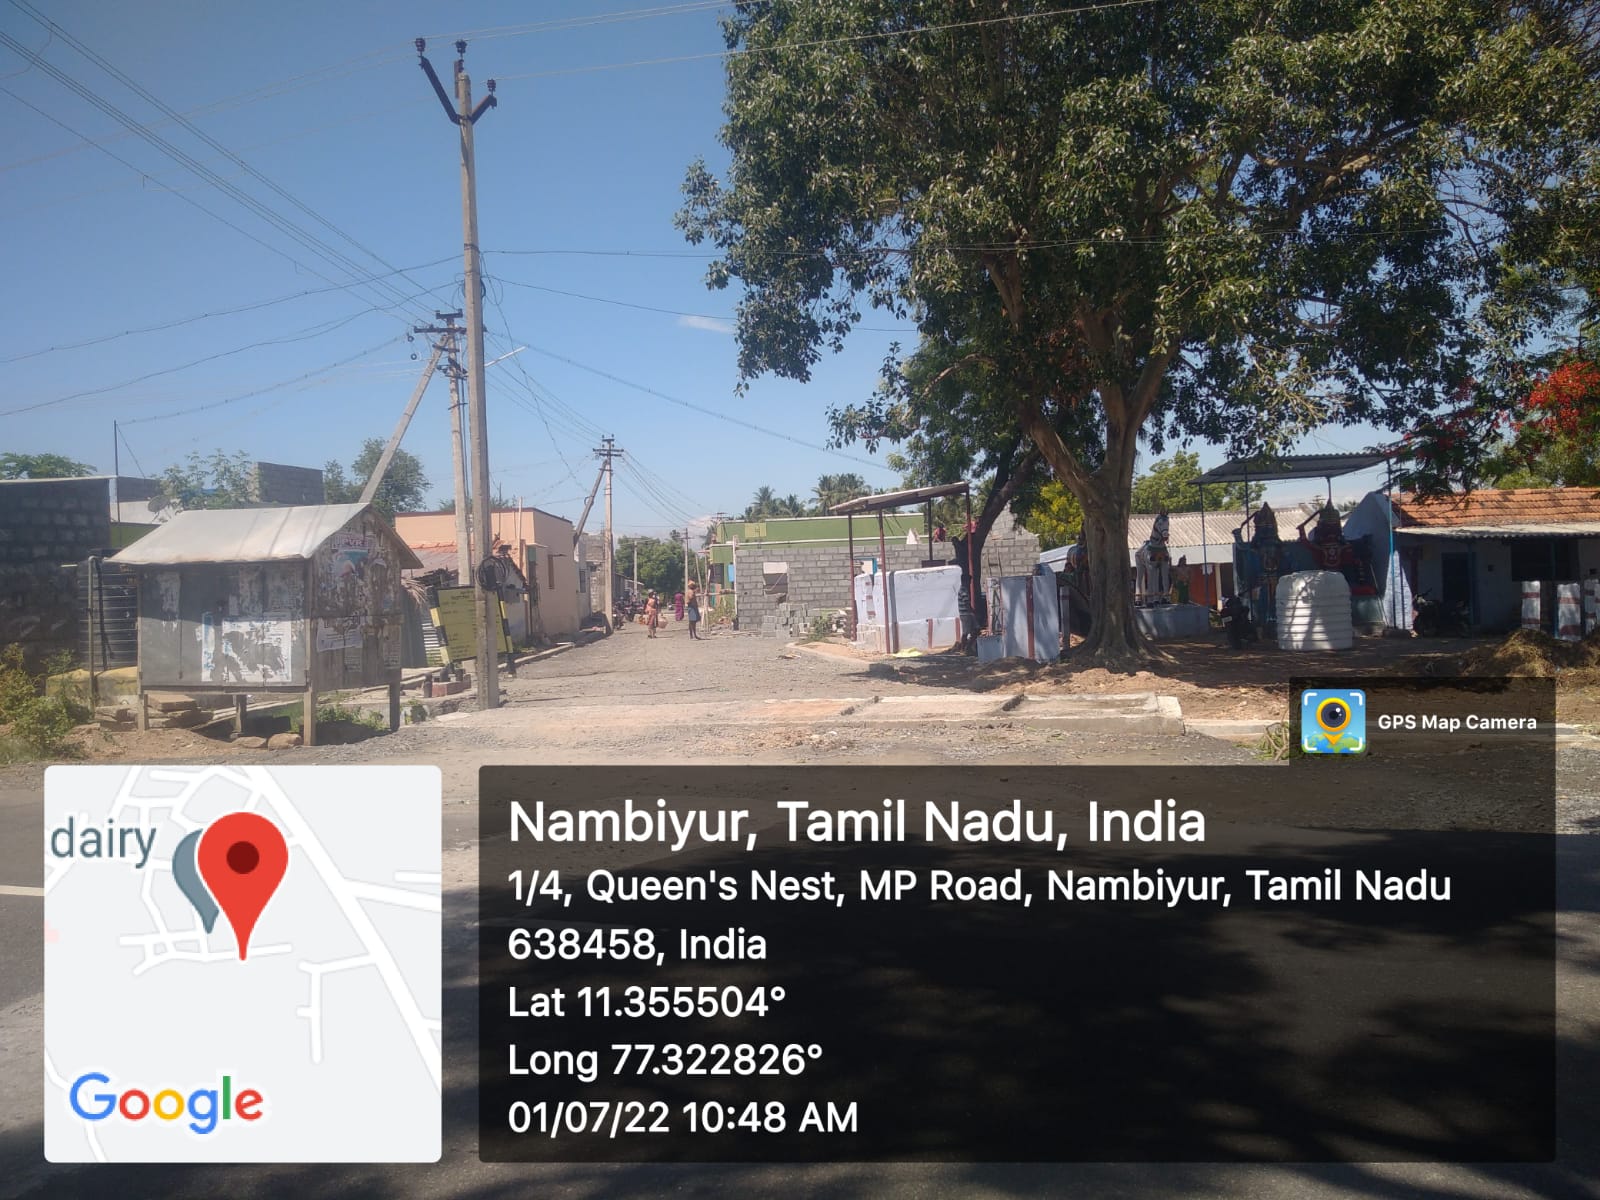 GPS Map Camera
dairy
Google
Nambiyur, Tamil Nadu, India
1/4, Queen's Nest, MP Road, Nambiyur, Tamil Nadu
638458, India
Lat 11.355504°
Long 77.322826°
01/07/22 10:48 AM